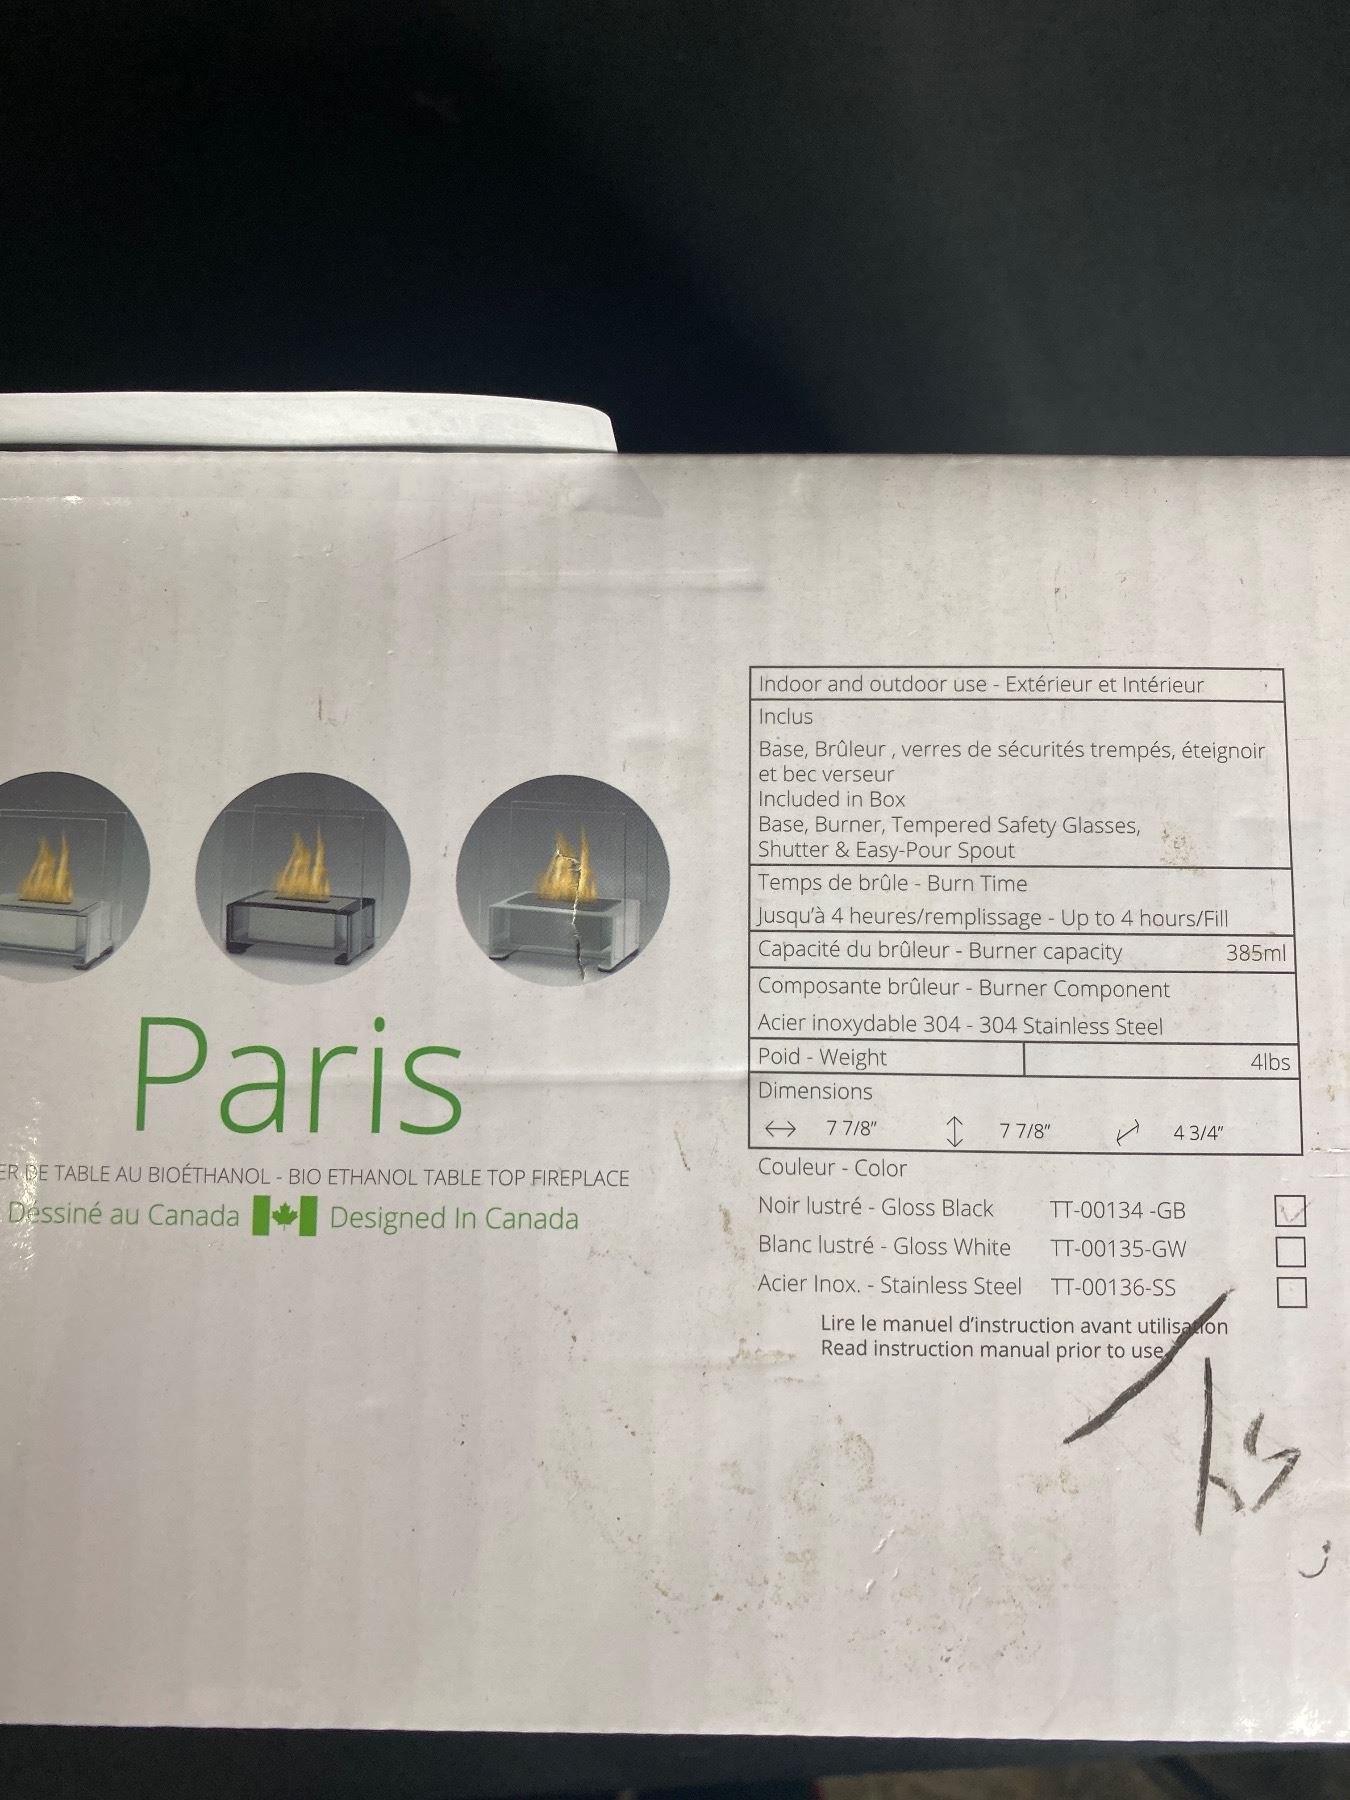 Paris
ER DE TABLE AU BIOÉTHANOL - BIO ETHANOL TABLE TOP FIREPLACE
Dessiné au Canada Designed In Canada
Indoor and outdoor use - Extérieur et Intérieur
Inclus
Base, Brûleur , verres de sécurités trempés, éteignoir
et bec verseur
Included in Box
Base, Burner, Tempered Safety Glasses,
Shutter & Easy-Pour Spout
Temps de brûle - Burn Time
Jusqu'à 4 heures/remplissage - Up to 4 hours/Fill
Capacité du brûleur - Burner capacity 385ml
Composante brûleur - Burner Component
Acier inoxydable 304 - 304 Stainless Steel
Poid - Weight 4lbs
Dimensions
7 7/8" 7 7/8" 4 3/4"
Couleur - Color
Noir lustré - Gloss Black TT-00134 -GB
Blanc lustré - Gloss White TT-00135-GW
Acier Inox. - Stainless Steel TT-00136-SS
Lire le manuel d'instruction avant utilisation
Read instruction manual prior to use